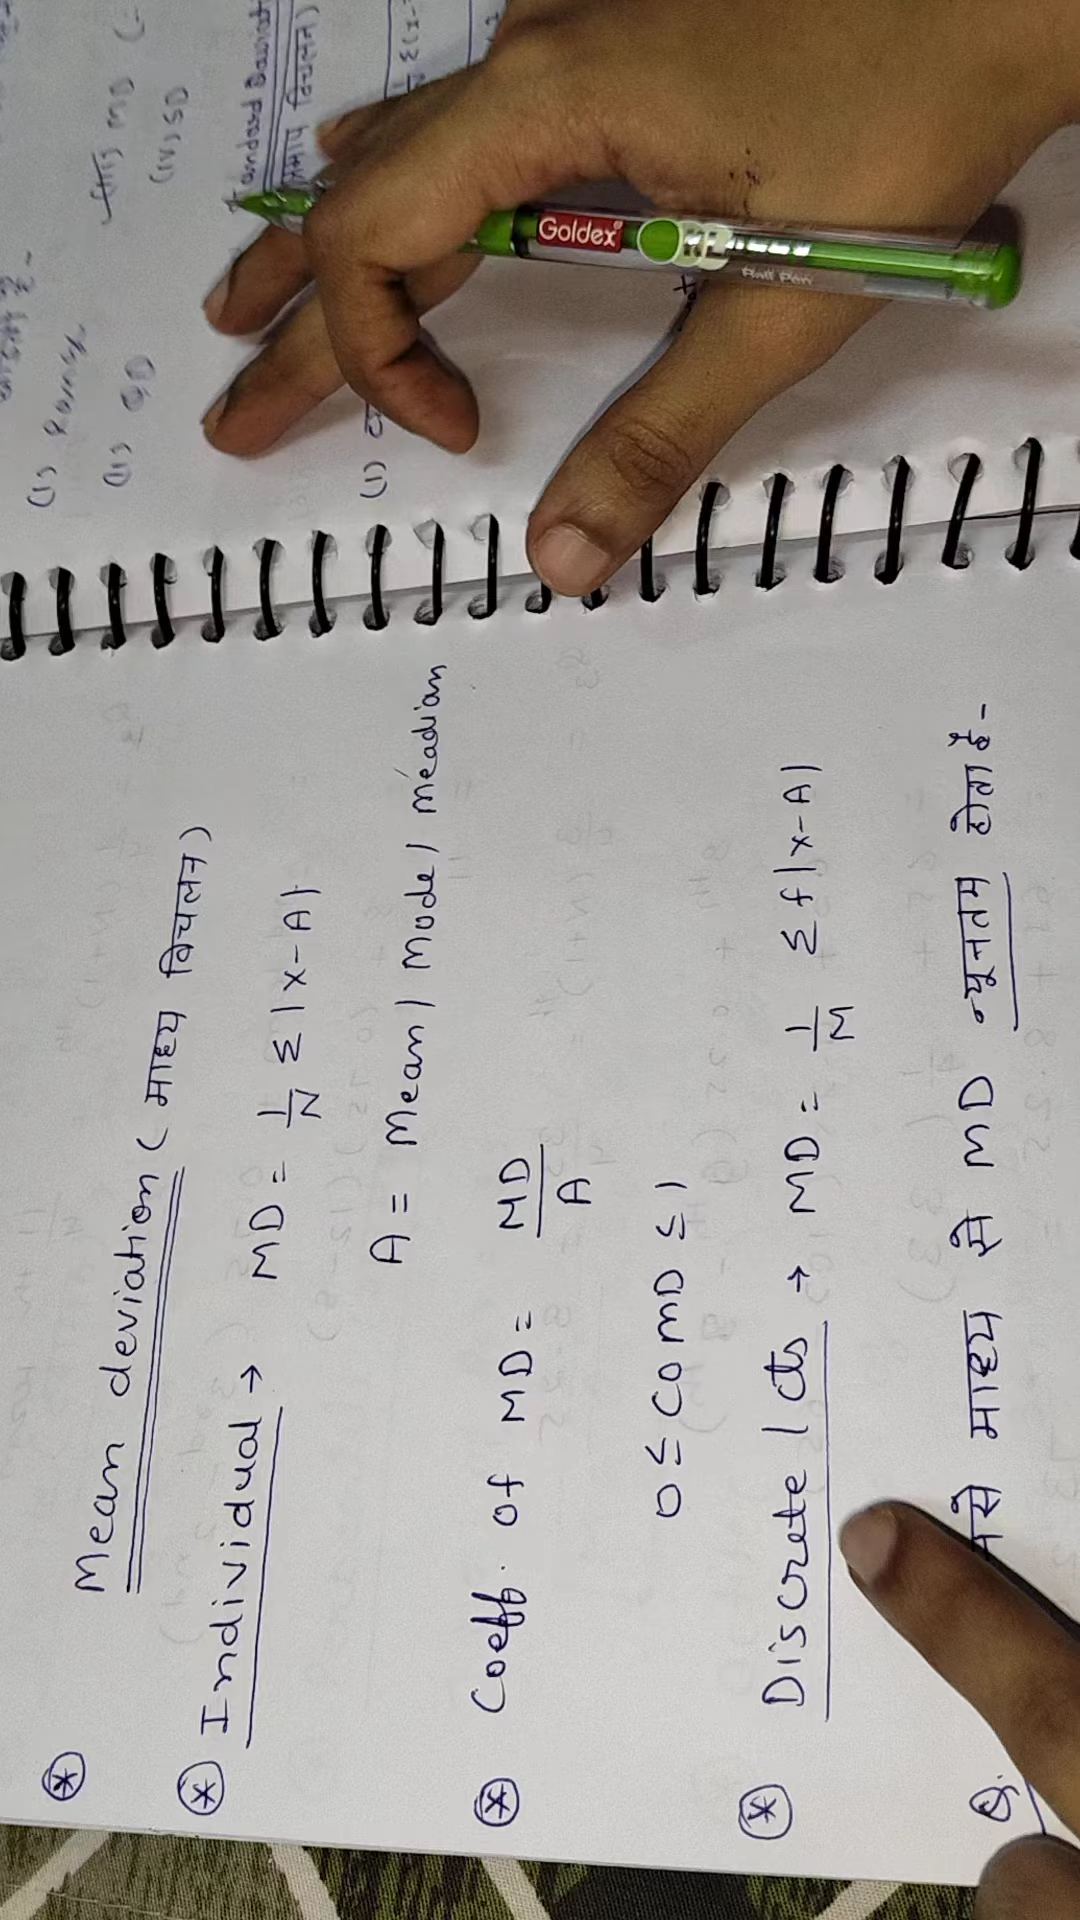 Mean deviation ( माध्य विचलन )
Individual → MD = 1/N Σ|x-A|
A = Mean / Mode / Meadian
Coeff. of MD = MD/A
0 ≤ COMD ≤ 1
Discrete / cts → MD = 1/N Σf|x-A|
Q. माध्य से MD न्यूनतम होता है-
(i) Range
(ii) QD
(iii) MD
(iv) SD
(i)
Goldex
Ball Pen